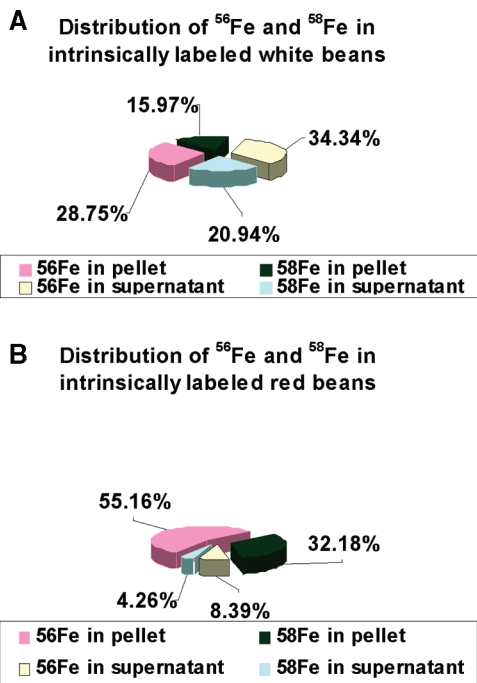 A
Distribution of ⁵⁶Fe and ⁵⁸Fe in
intrinsically labeled white beans
15.97%
34.34%
28.75%
20.94%
56Fe in pellet 58Fe in pellet
56Fe in supernatant 58Fe in supernatant
B
Distribution of ⁵⁶Fe and ⁵⁸Fe in
intrinsically labeled red beans
55.16%
32.18%
4.26%
8.39%
56Fe in pellet 58Fe in pellet
56Fe in supernatant 58Fe in supernatant